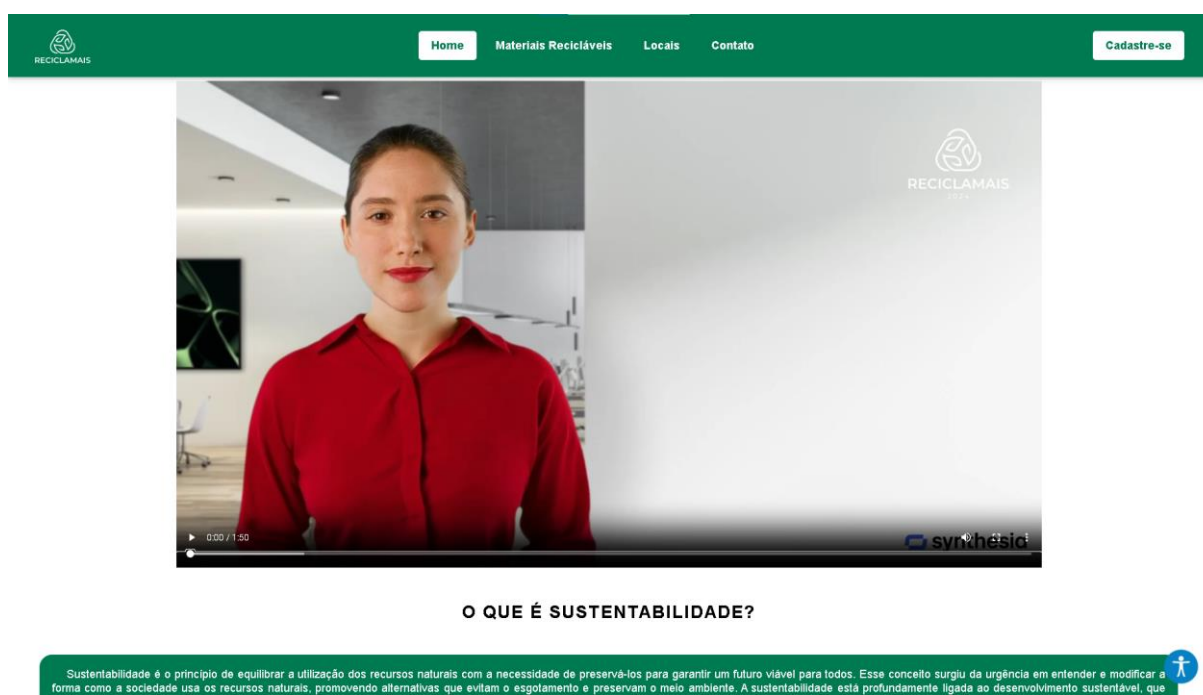 RECICLAMAIS
Home
Materiais Recicláveis
Locais
Contato
Cadastre-se
RECICLAMAIS
0:00 / 1:50
synthesia
O QUE É SUSTENTABILIDADE?
Sustentabilidade é o princípio de equilibrar a utilização dos recursos naturais com a necessidade de preservá-los para garantir um futuro viável para todos. Esse conceito surgiu da urgência em entender e modificar a
forma como a sociedade usa os recursos naturais, promovendo alternativas que evitam o esgotamento e preservam o meio ambiente. A sustentabilidade está profundamente ligada ao desenvolvimento sustentável, que